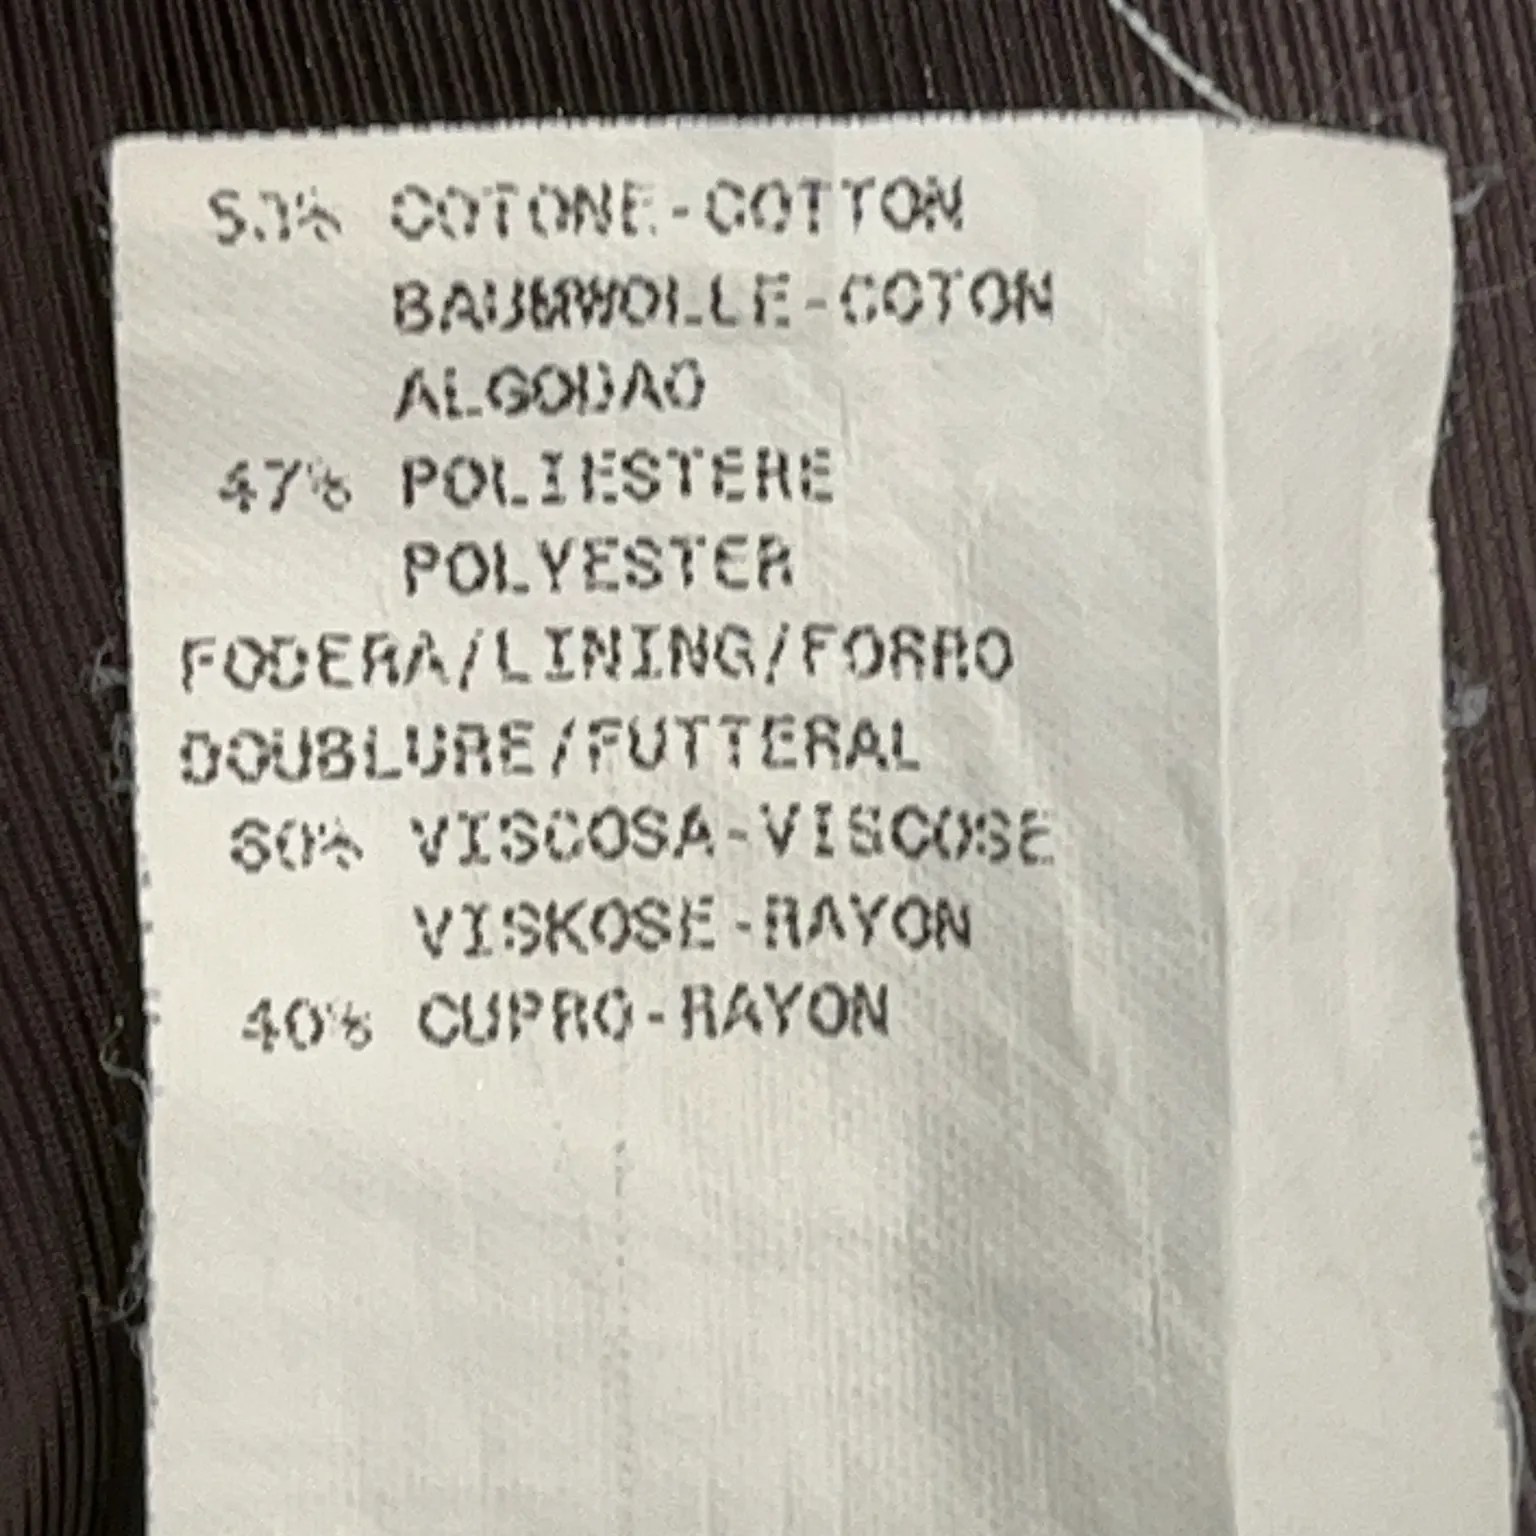 53% COTONE-COTTON
BAUMWOLLE-COTON
ALGODAO
47% POLIESTERE
POLYESTER
FODERA/LINING/FORRO
DOUBLURE/FUTTERAL
60% VISCOSA-VISCOSE
VISKOSE-RAYON
40% CUPRO-RAYON